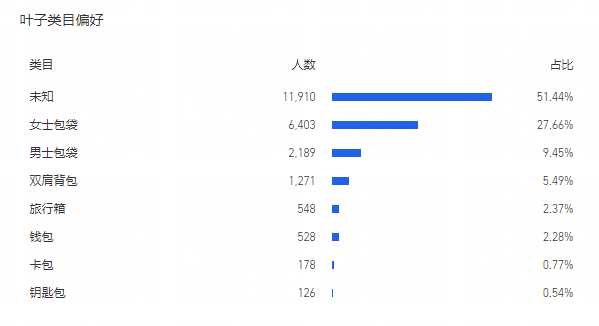 叶子类目偏好
类目 人数 占比
未知 11,910 51.44%
女士包袋 6,403 27.66%
男士包袋 2,189 9.45%
双肩背包 1,271 5.49%
旅行箱 548 2.37%
钱包 528 2.28%
卡包 178 0.77%
钥匙包 126 0.54%